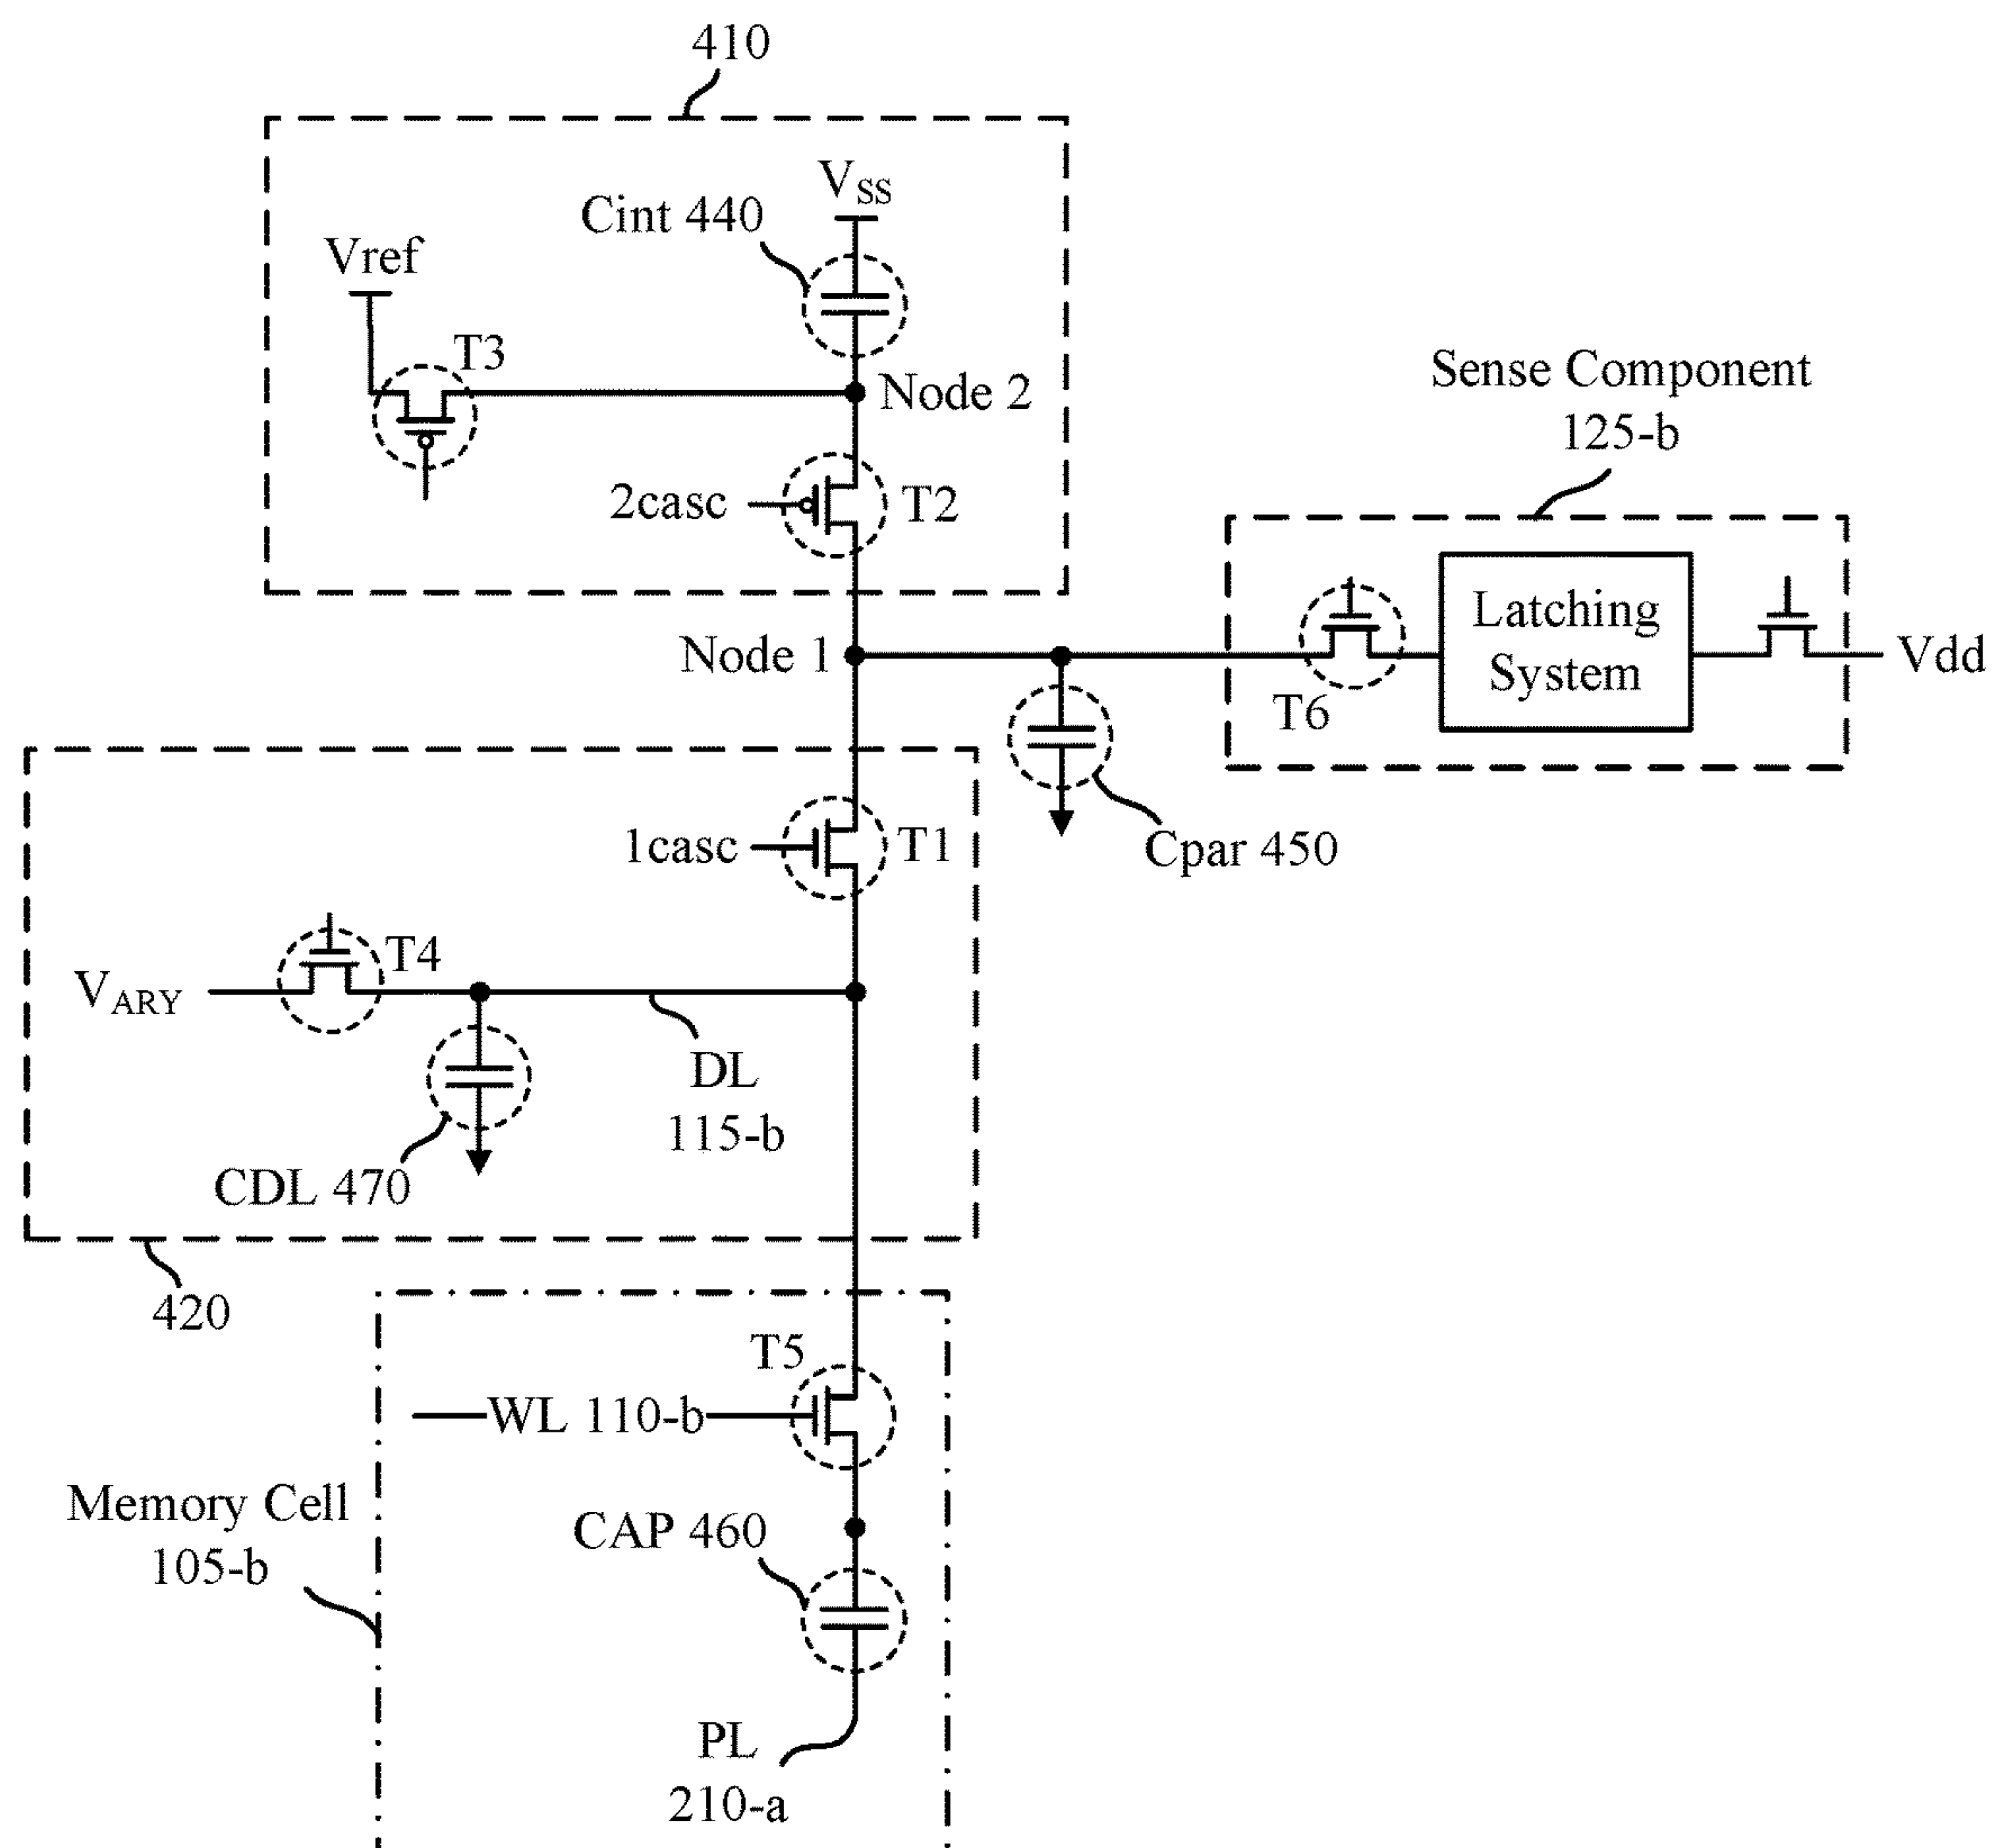 410
V_SS
Cint 440
Vref
T3
Node 2
2casc
T2
Sense Component
125-b
Latching
System
Node 1
T6
Vdd
1casc
T1
Cpar 450
T4
V_ARY
DL
115-b
CDL 470
420
T5
WL 110-b
Memory Cell
105-b
CAP 460
PL
210-a